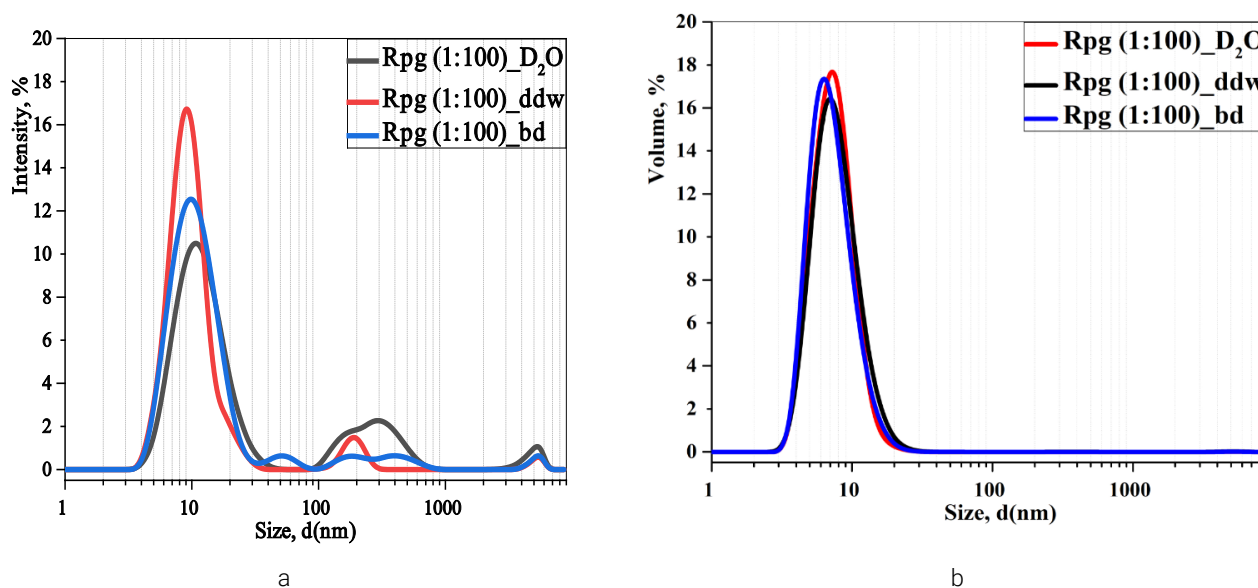 20
18
16
14
12
10
8
6
4
2
0
Intensity, %
Rpg (1:100)_D₂O
Rpg (1:100)_ddw
Rpg (1:100)_bd
1
10
100
1000
Size, d(nm)
a
20
18
16
14
12
10
8
6
4
2
0
Volume, %
Rpg (1:100)_D₂O
Rpg (1:100)_ddw
Rpg (1:100)_bd
1
10
100
1000
Size, d(nm)
b